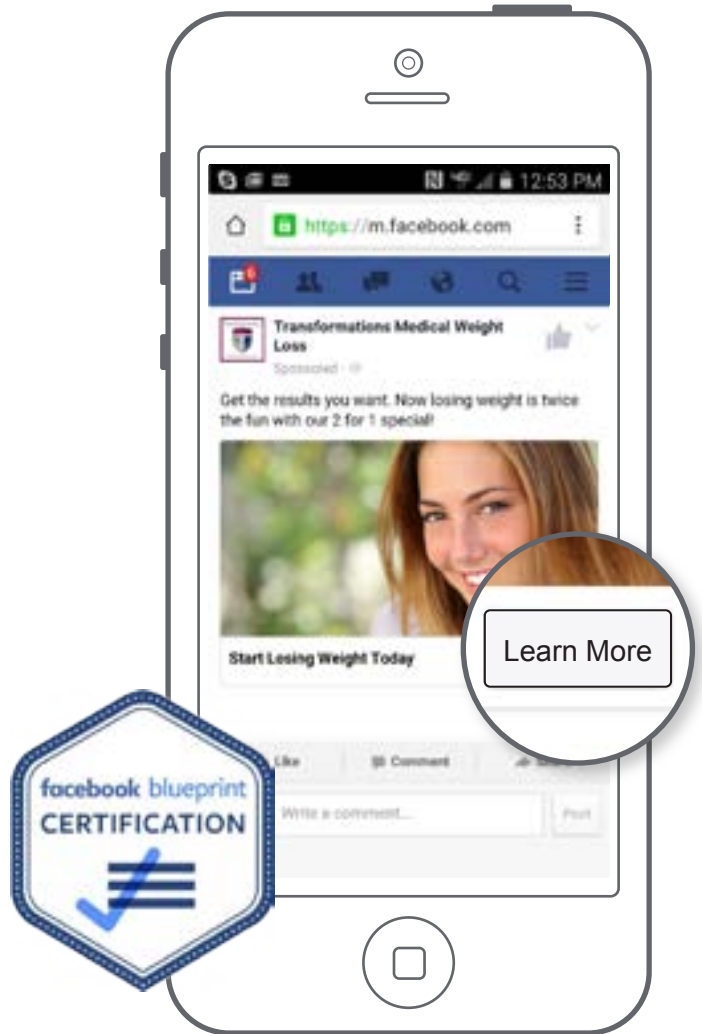 12:53 PM
https://m.facebook.com
6
Transformations Medical Weight
Loss
Sponsored ·
Get the results you want. Now losing weight is twice
the fun with our 2 for 1 special!
Start Losing Weight Today
Learn More
Like Comment
Write a comment... Post
facebook blueprint
CERTIFICATION